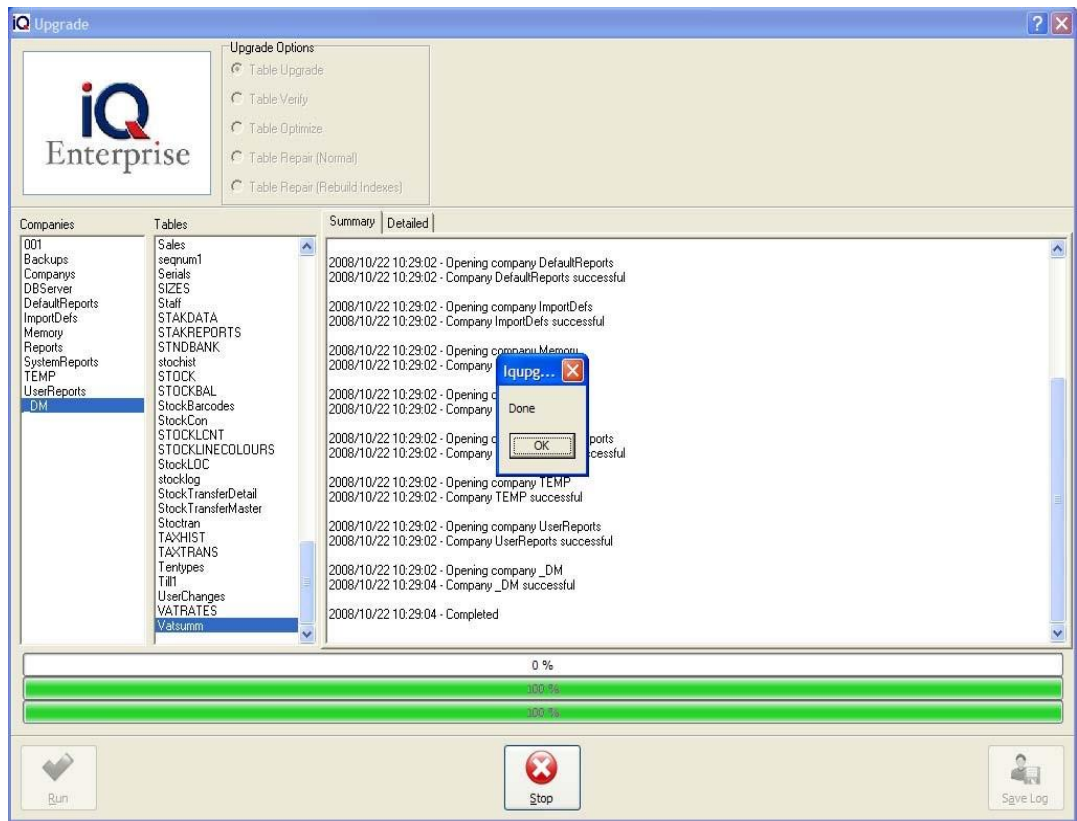 iQ Upgrade
iQ
Enterprise
Upgrade Options
Table Upgrade
Table Verify
Table Optimize
Table Repair (Normal)
Table Repair (Rebuild Indexes)
Companies
001
Backups
Companys
DBServer
DefaultReports
ImportDefs
Memory
Reports
SystemReports
TEMP
UserReports
_DM
Tables
Sales
seqnum1
Serials
SIZES
Staff
STAKDATA
STAKREPORTS
STNDBANK
stochist
STOCK
STOCKBAL
StockBarcodes
StockCon
STOCKLCNT
STOCKLINECOLOURS
StockLOC
stocklog
StockTransferDetail
StockTransferMaster
Stoctran
TAXHIST
TAXTRANS
Tentypes
Till1
UserChanges
VATRATES
Vatsumm
Summary
Detailed
2008/10/22 10:29:02 - Opening company DefaultReports
2008/10/22 10:29:02 - Company DefaultReports successful
2008/10/22 10:29:02 - Opening company ImportDefs
2008/10/22 10:29:02 - Company ImportDefs successful
2008/10/22 10:29:02 - Opening company Memory
2008/10/22 10:29:02 - Company
2008/10/22 10:29:02 - Opening
2008/10/22 10:29:02 - Company
2008/10/22 10:29:02 - Opening
2008/10/22 10:29:02 - Company
2008/10/22 10:29:02 - Opening company TEMP
2008/10/22 10:29:02 - Company TEMP successful
2008/10/22 10:29:02 - Opening company UserReports
2008/10/22 10:29:02 - Company UserReports successful
2008/10/22 10:29:02 - Opening company _DM
2008/10/22 10:29:04 - Company _DM successful
2008/10/22 10:29:04 - Completed
Iqupg...
Done
OK
0 %
100 %
100 %
Run
Stop
Save Log